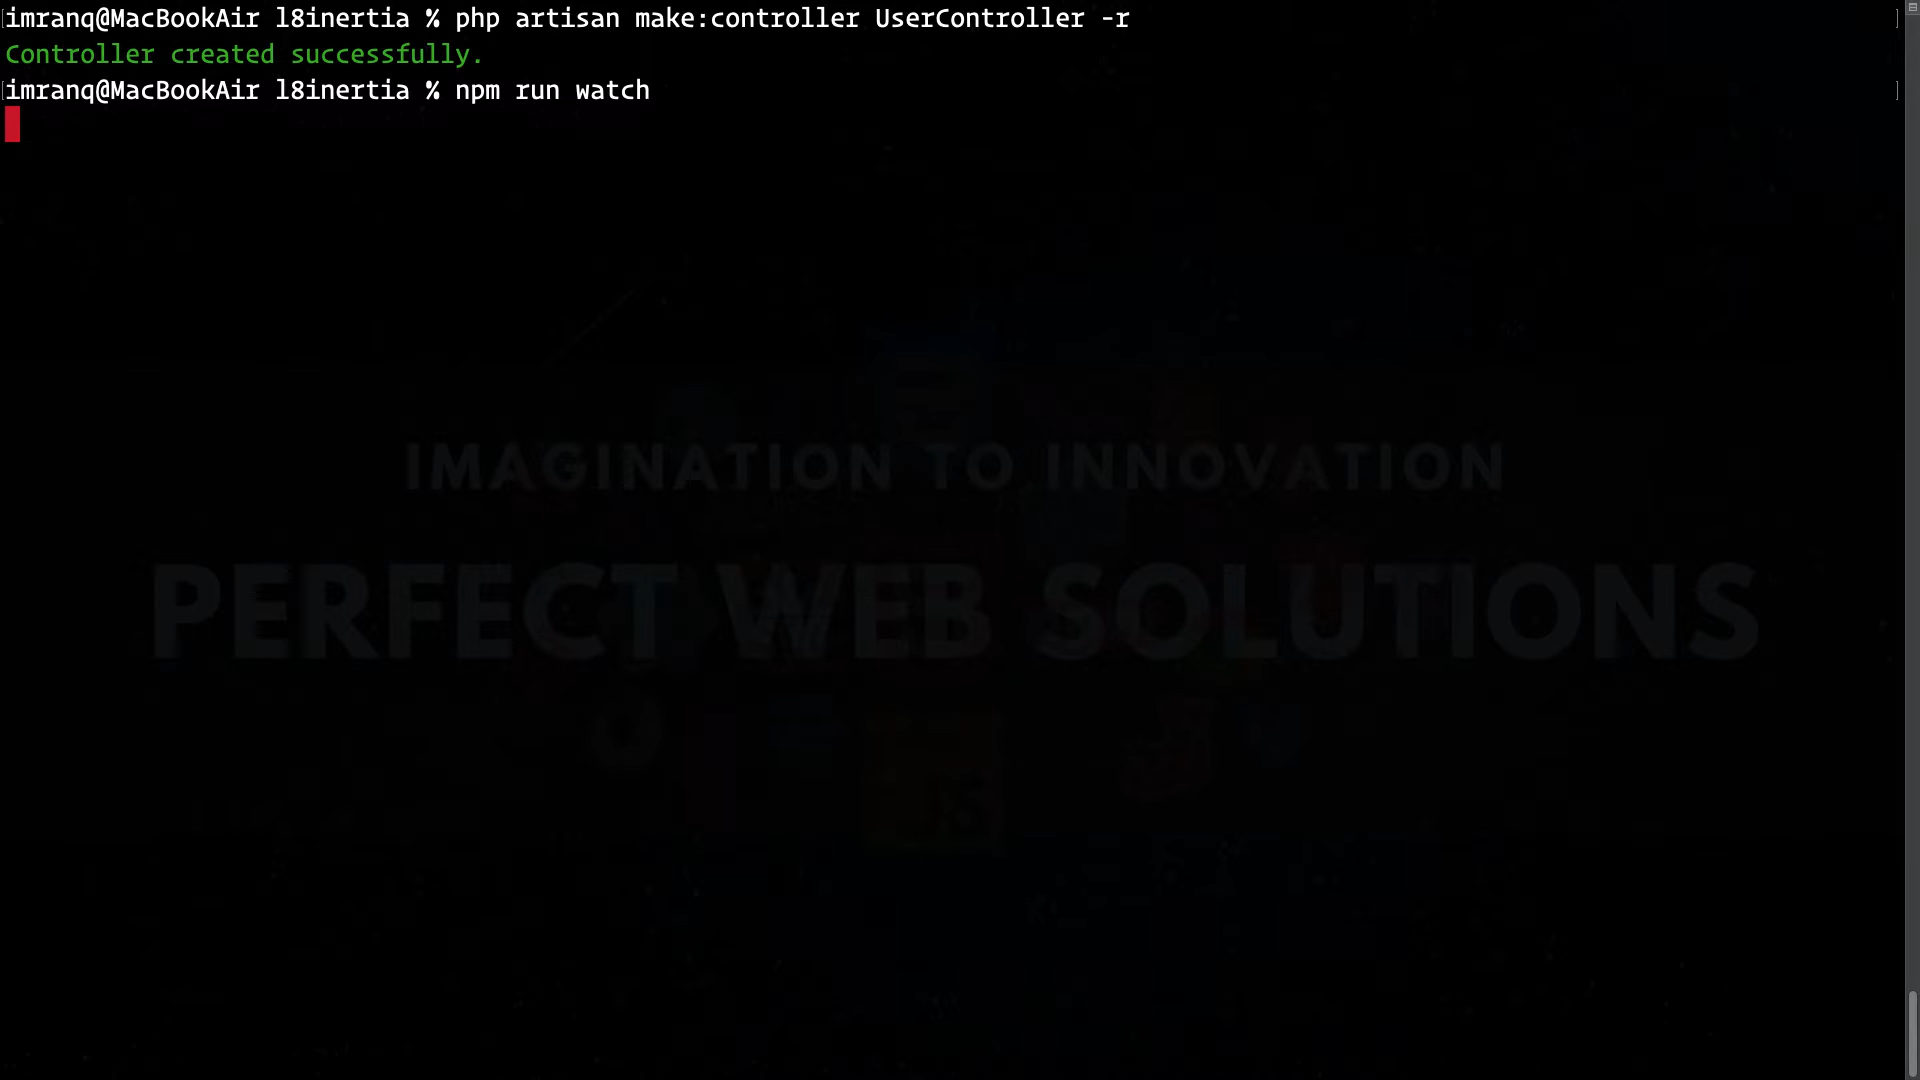 imranq@MacBookAir l8inertia % php artisan make:controller UserController -r
Controller created successfully.
imranq@MacBookAir l8inertia % npm run watch
IMAGINATION TO INNOVATION
PERFECT WEB SOLUTIONS
JS